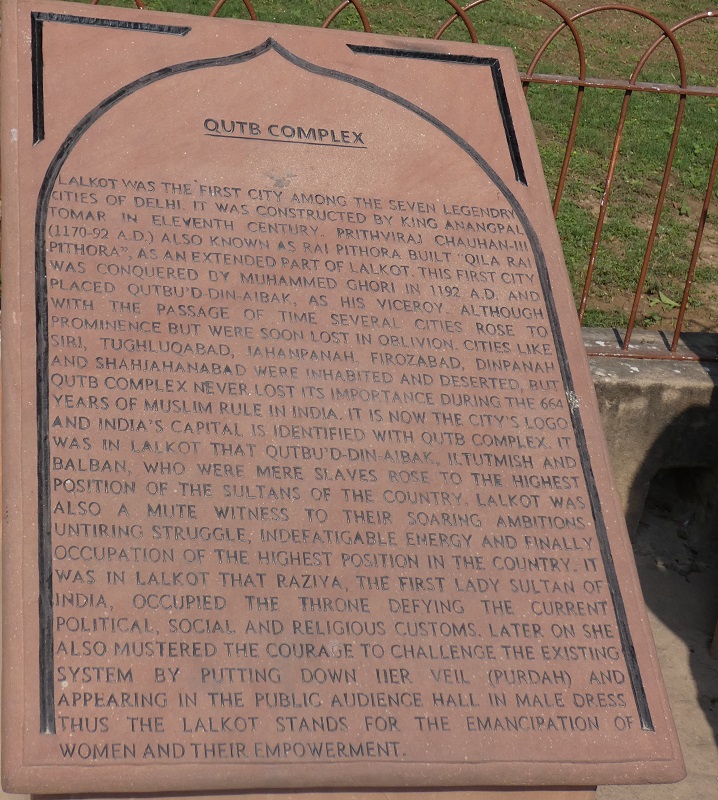 QUTB COMPLEX
LALKOT WAS THE FIRST CITY AMONG THE SEVEN LEGENDRY
CITIES OF DELHI. IT WAS CONSTRUCTED BY KING ANANGPAL
TOMAR IN ELEVENTH CENTURY. PRITHVIRAJ CHAUHAN-III
(1170-92 A.D.) ALSO KNOWN AS RAI PITHORA BUILT "QILA RAI
PITHORA", AS AN EXTENDED PART OF LALKOT. THIS FIRST CITY
WAS CONQUERED BY MUHAMMED GHORI IN 1192 A.D. AND
PLACED QUTBU'D-DIN-AIBAK, AS HIS VICEROY. ALTHOUGH
WITH THE PASSAGE OF TIME SEVERAL CITIES ROSE TO
PROMINENCE BUT WERE SOON LOST IN OBLIVION. CITIES LIKE
SIRI, TUGHLUQABAD, JAHANPANAH, FIROZABAD, DINPANAH
AND SHAHJAHANABAD WERE INHABITED AND DESERTED, BUT
QUTB COMPLEX NEVER LOST ITS IMPORTANCE DURING THE 664
YEARS OF MUSLIM RULE IN INDIA. IT IS NOW THE CITY'S LOGO
AND INDIA'S CAPITAL IS IDENTIFIED WITH QUTB COMPLEX. IT
WAS IN LALKOT THAT QUTBU'D-DIN-AIBAK, ILTUTMISH AND
BALBAN, WHO WERE MERE SLAVES ROSE TO THE HIGHEST
POSITION OF THE SULTANS OF THE COUNTRY. LALKOT WAS
ALSO A MUTE WITNESS TO THEIR SOARING AMBITIONS,
UNTIRING STRUGGLE, INDEFATIGABLE ENERGY AND FINALLY
OCCUPATION OF THE HIGHEST POSITION IN THE COUNTRY. IT
WAS IN LALKOT THAT RAZIYA, THE FIRST LADY SULTAN OF
INDIA, OCCUPIED THE THRONE DEFYING THE CURRENT
POLITICAL, SOCIAL AND RELIGIOUS CUSTOMS. LATER ON SHE
ALSO MUSTERED THE COURAGE TO CHALLENGE THE EXISTING
SYSTEM BY PUTTING DOWN HER VEIL (PURDAH) AND
APPEARING IN THE PUBLIC AUDIENCE HALL IN MALE DRESS
THUS THE LALKOT STANDS FOR THE EMANCIPATION OF
WOMEN AND THEIR EMPOWERMENT.